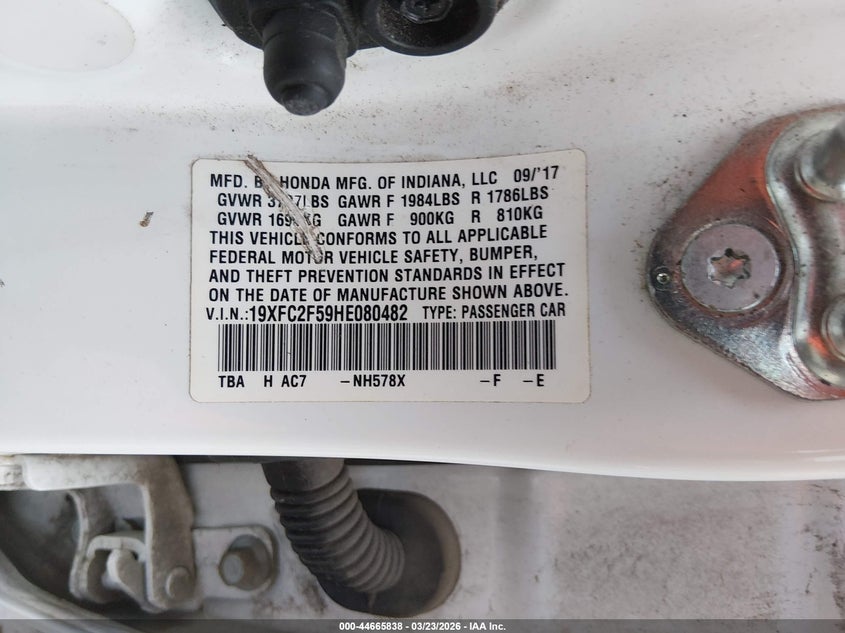 MFD. BY HONDA MFG. OF INDIANA, LLC 09/'17
GVWR LBS GAWR F 1984LBS R 1786LBS
GVWR KG GAWR F 900KG R 810KG
THIS VEHICLE CONFORMS TO ALL APPLICABLE
FEDERAL MOTOR VEHICLE SAFETY, BUMPER,
AND THEFT PREVENTION STANDARDS IN EFFECT
ON THE DATE OF MANUFACTURE SHOWN ABOVE.
V.I.N.:19XFC2F59HE080482 TYPE: PASSENGER CAR
TBA H AC7 -NH578X -F -E
000-44665838 - 03/23/2026 - IAA Inc.